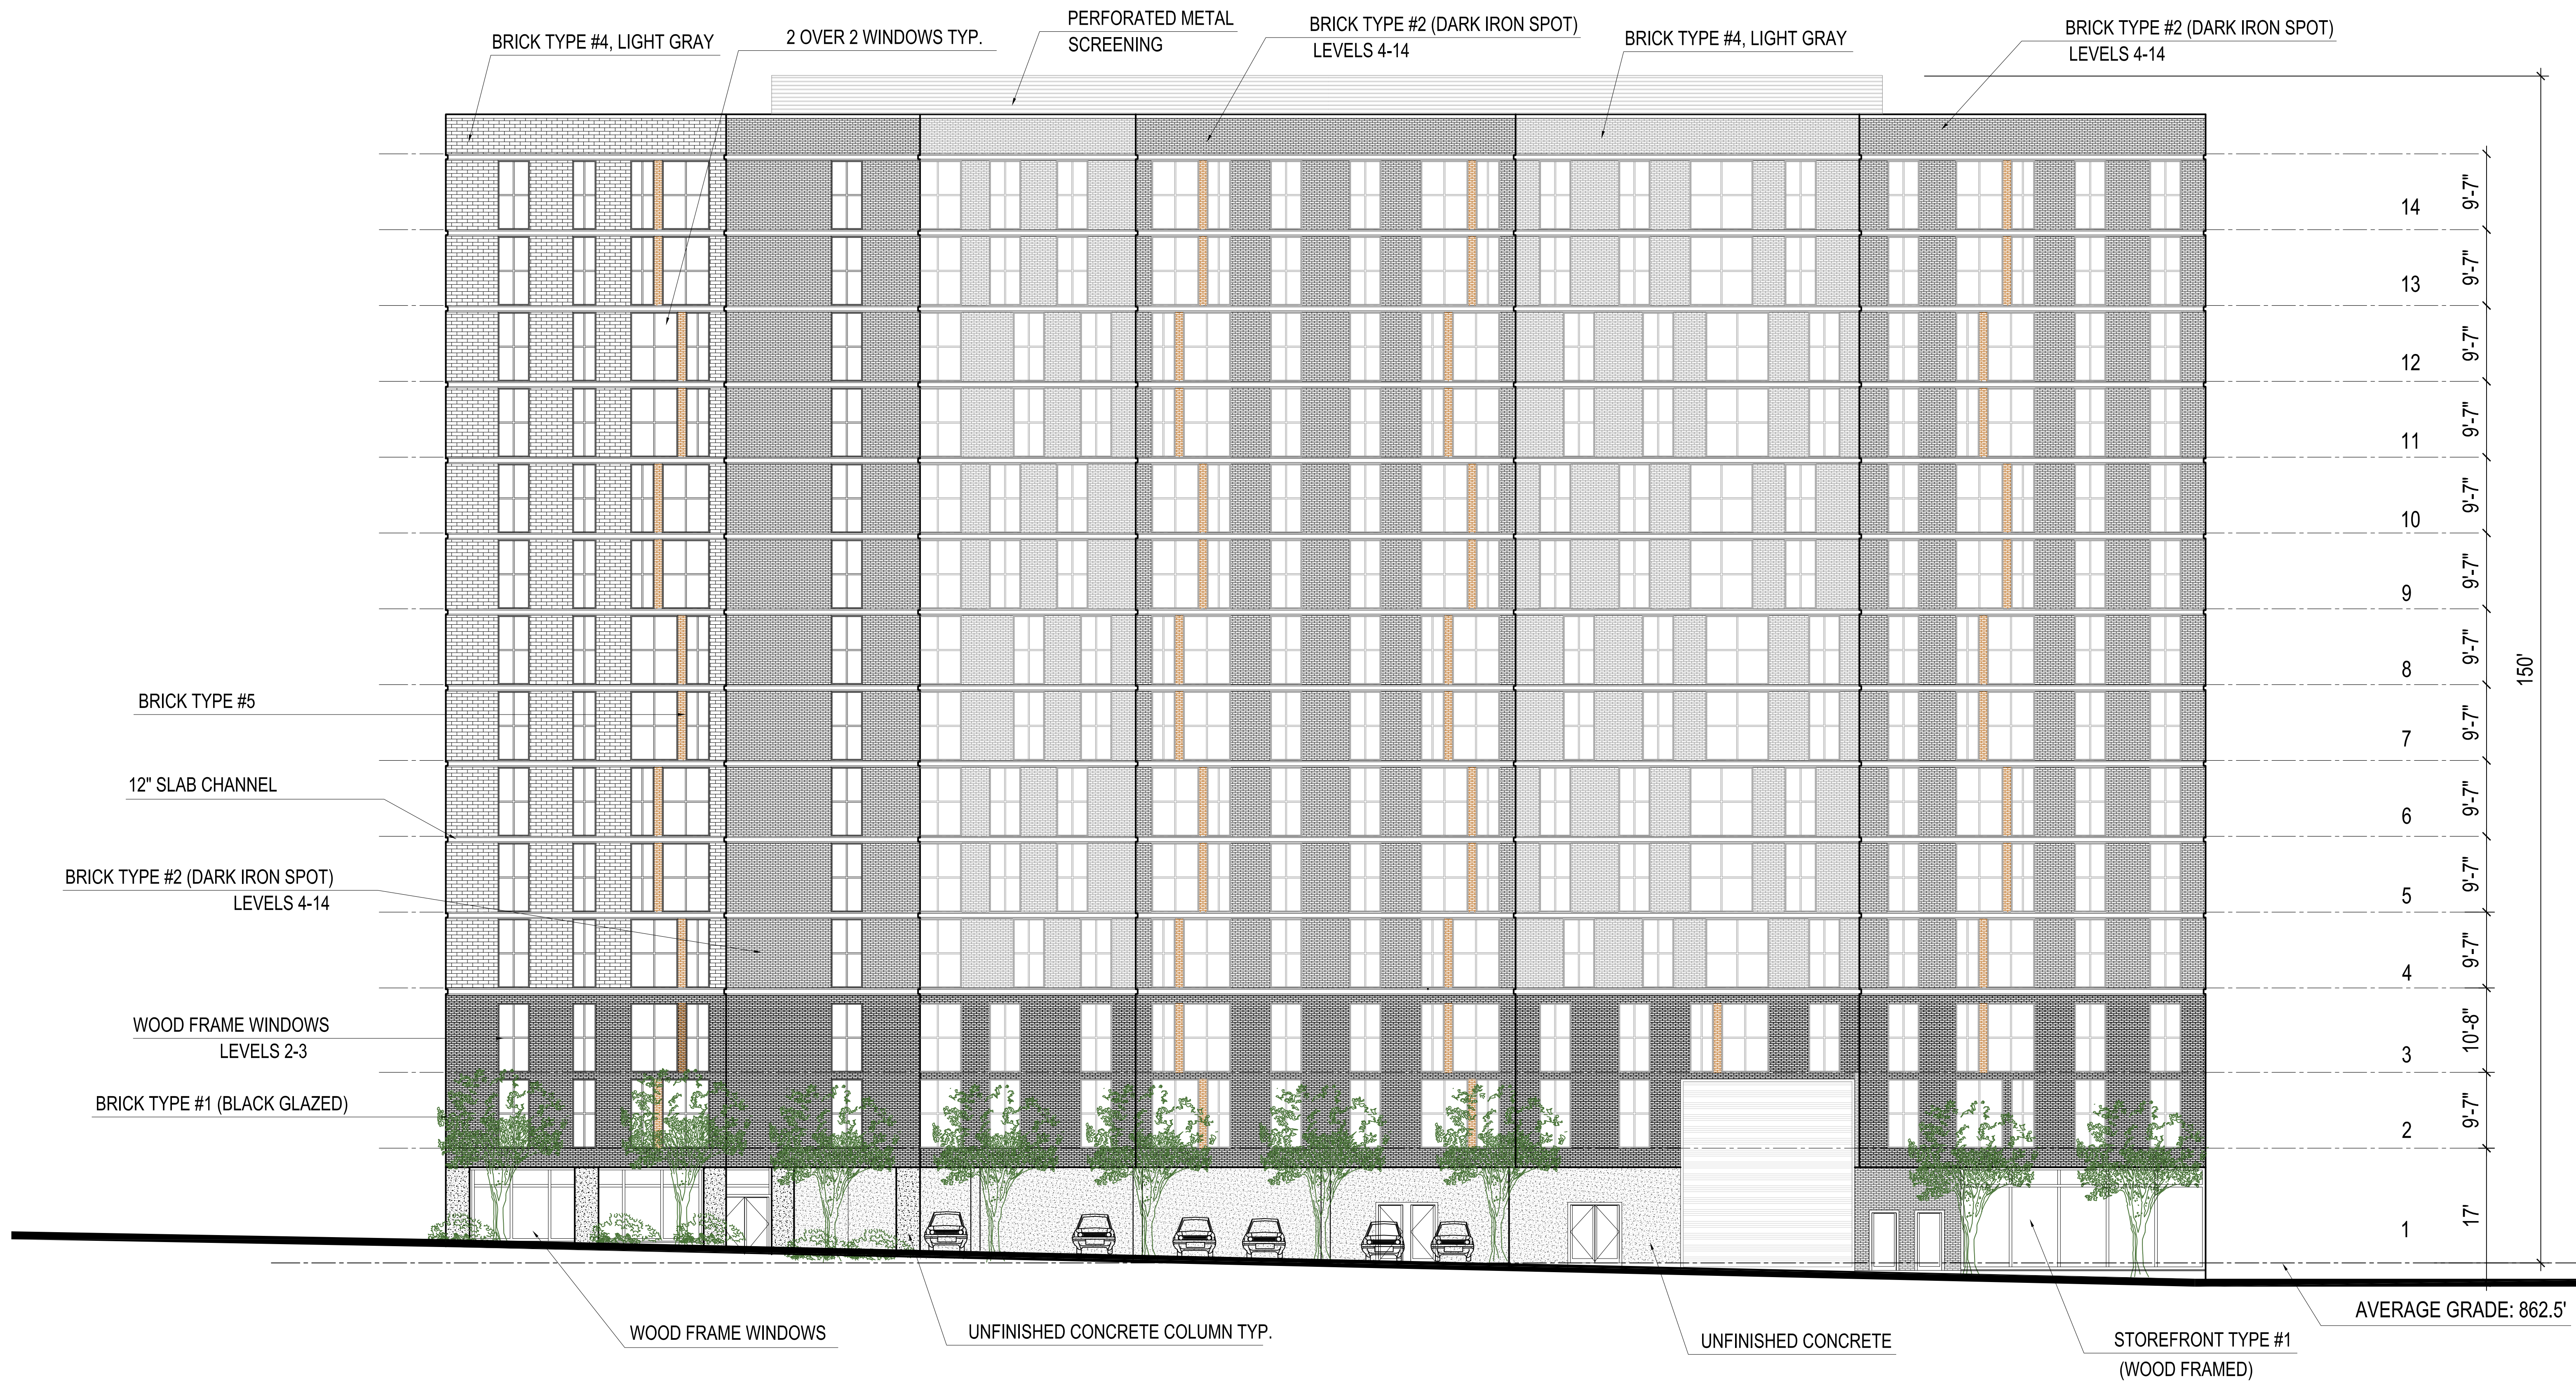 PERFORATED METAL
SCREENING
BRICK TYPE #2 (DARK IRON SPOT)
LEVELS 4-14
BRICK TYPE #2 (DARK IRON SPOT)
LEVELS 4-14
BRICK TYPE #4, LIGHT GRAY
2 OVER 2 WINDOWS TYP.
BRICK TYPE #4, LIGHT GRAY
14
9'-7"
13
9'-7"
12
9'-7"
11
9'-7"
10
9'-7"
9
9'-7"
8
9'-7"
150'
BRICK TYPE #5
7
9'-7"
12" SLAB CHANNEL
6
9'-7"
BRICK TYPE #2 (DARK IRON SPOT)
LEVELS 4-14
5
9'-7"
4
9'-7"
WOOD FRAME WINDOWS
LEVELS 2-3
3
10'-8"
BRICK TYPE #1 (BLACK GLAZED)
2
9'-7"
1
17'
AVERAGE GRADE: 862.5'
WOOD FRAME WINDOWS
UNFINISHED CONCRETE COLUMN TYP.
UNFINISHED CONCRETE
STOREFRONT TYPE #1
(WOOD FRAMED)